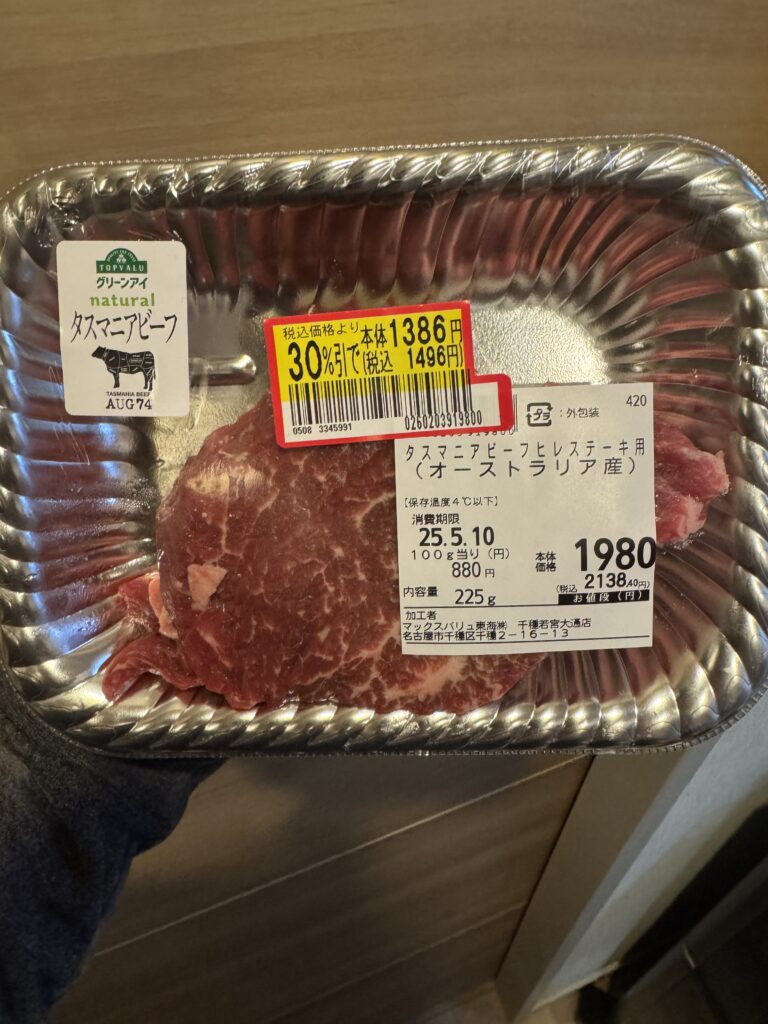 TOPVALU
グリーンアイ
natural
タスマニアビーフ
TASMANIA BEEF
AUG74
税込価格より 本体1386円
30%引で(税込 1496円)
0508 3345991 0260203919800
プラ :外包装 420
タスマニアビーフヒレステーキ用
(オーストラリア産)
【保存温度4℃以下】
消費期限
25.5.10
100g当り(円)
880円
本体価格 1980
(税込 2138.40円)
お値段(円)
内容量 225g
加工者
マックスバリュ東海㈱ 千種若宮大通店
名古屋市千種区千種2-16-13